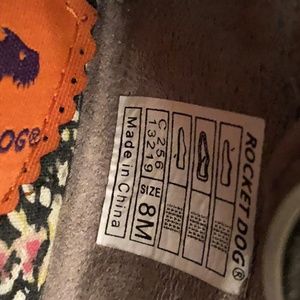 DOG®
ROCKET DOG®
C 256
13219
SIZE
8M
Made in China